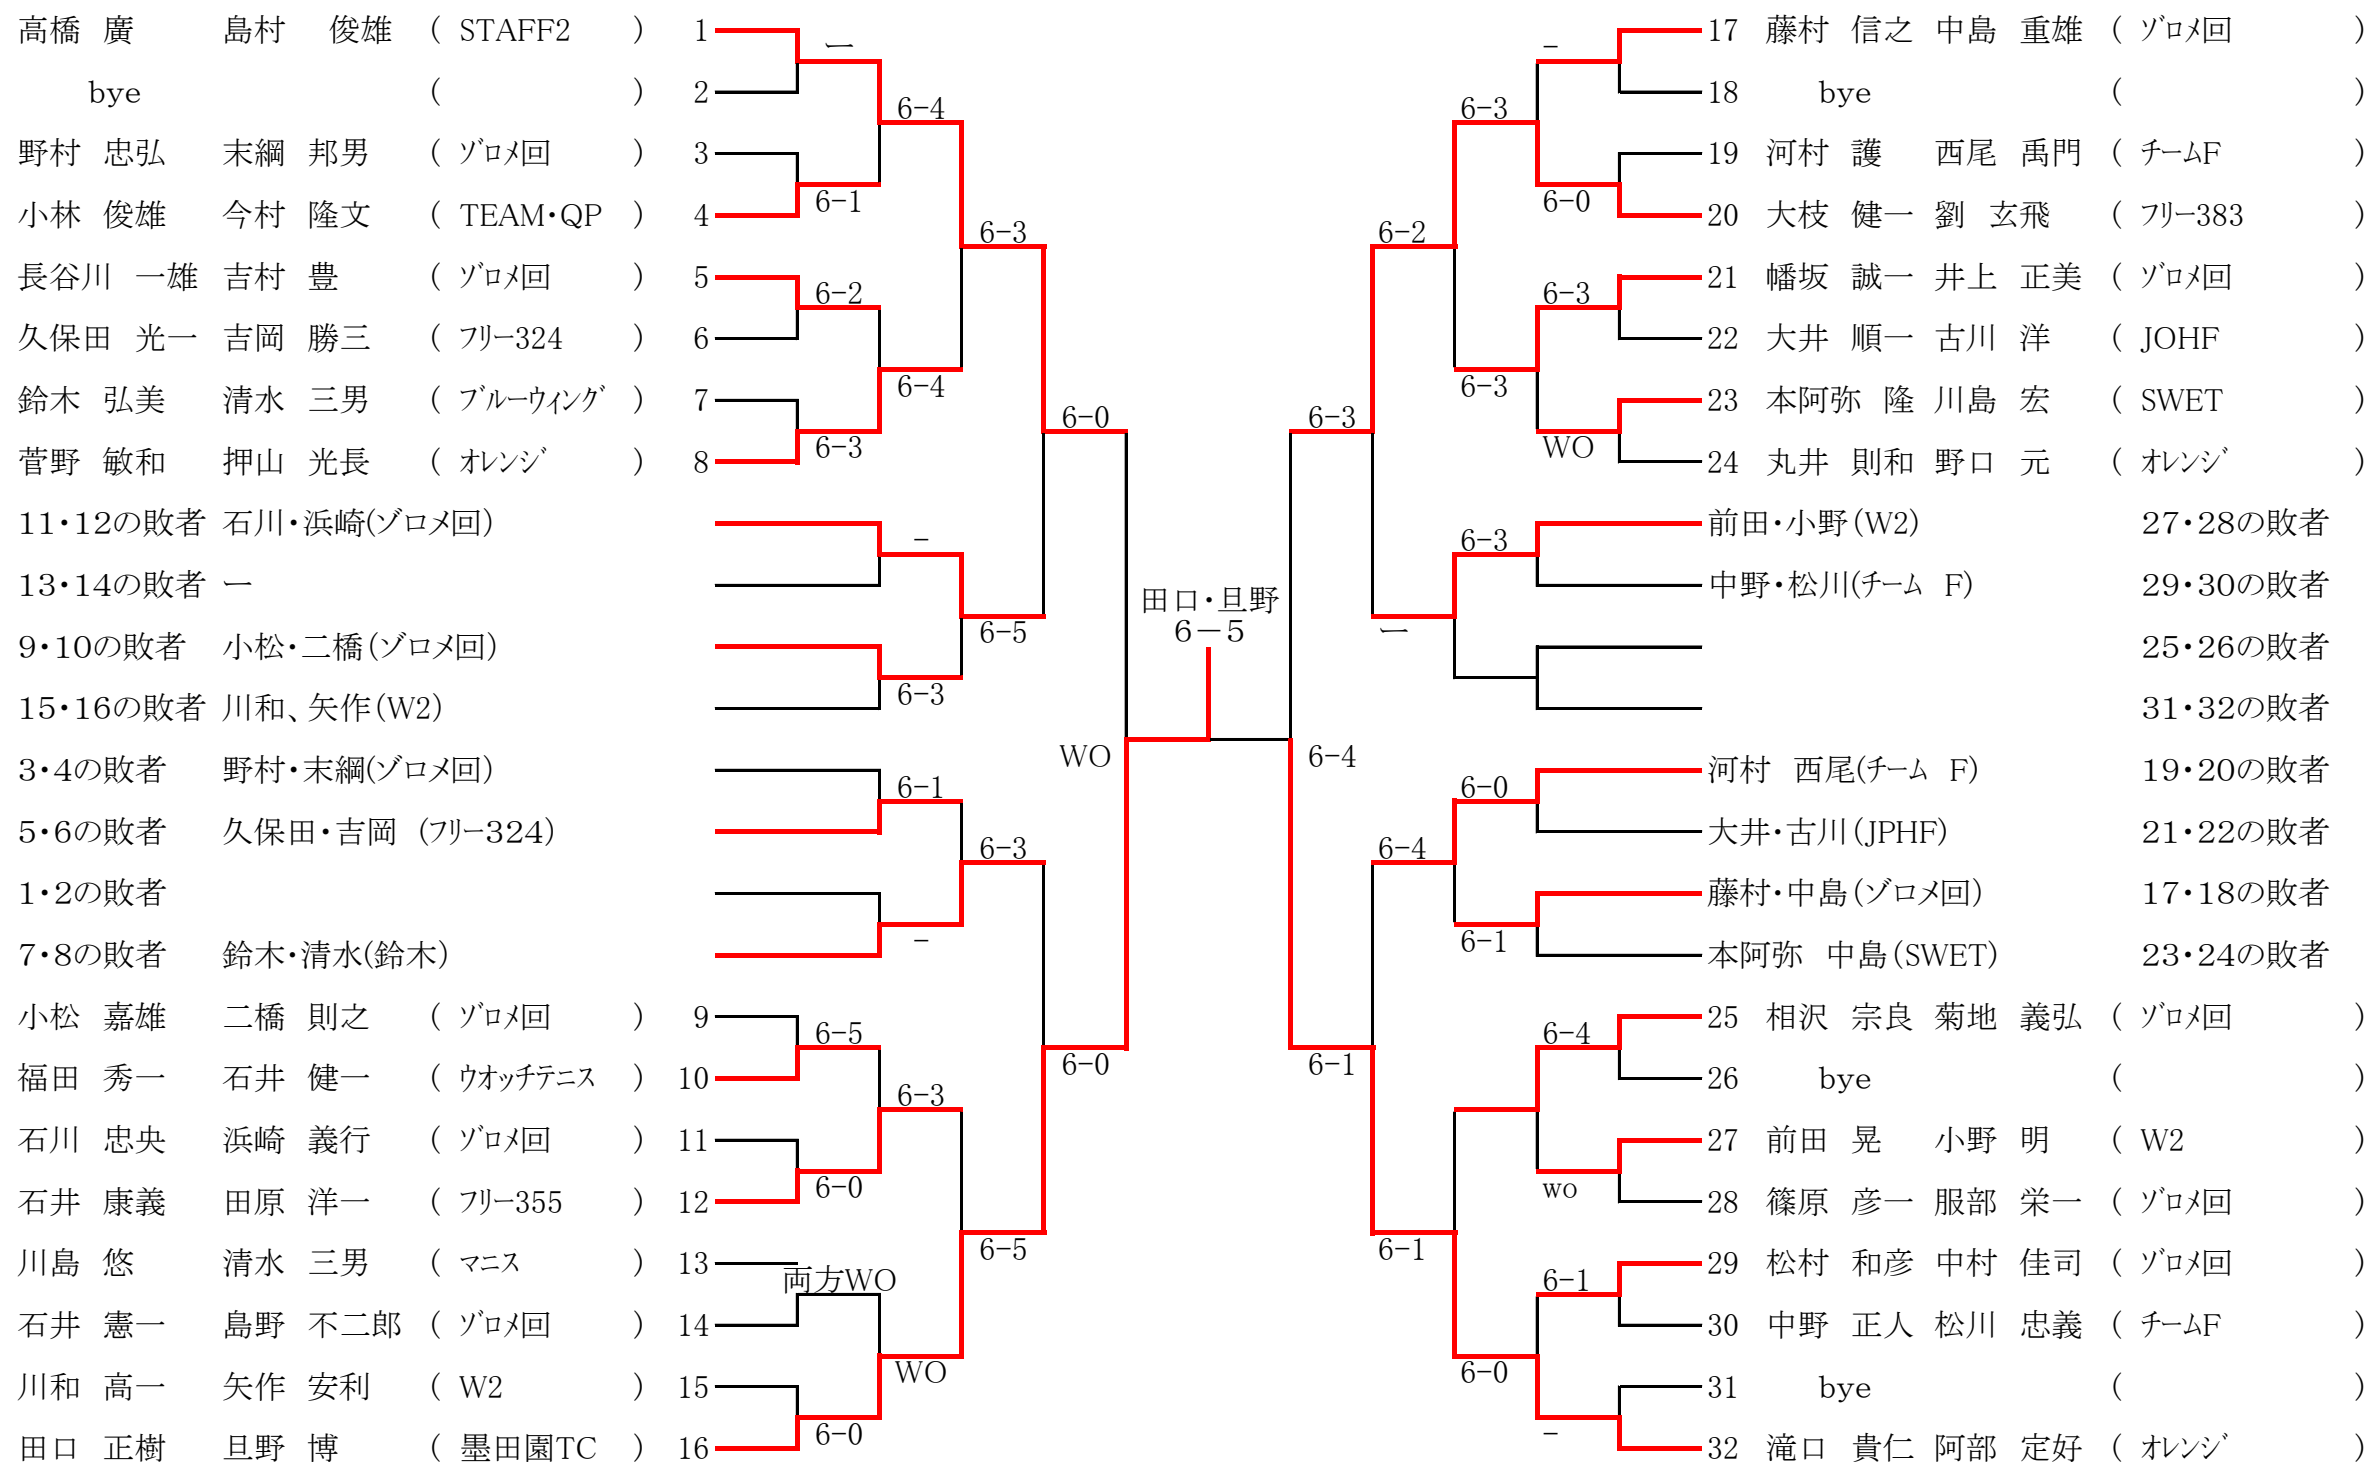 高橋 廣 島村 俊雄 ( STAFF2 ) 1
bye ( ) 2
野村 忠弘 末綱 邦男 ( ｿﾞﾛﾒ回 ) 3
小林 俊雄 今村 隆文 ( TEAM・QP ) 4
長谷川 一雄 吉村 豊 ( ｿﾞﾛﾒ回 ) 5
久保田 光一 吉岡 勝三 ( ﾌﾘｰ324 ) 6
鈴木 弘美 清水 三男 ( ﾌﾞﾙｰｳｨﾝｸﾞ ) 7
菅野 敏和 押山 光長 ( ｵﾚﾝｼﾞ ) 8
11・12の敗者 石川・浜崎(ゾロメ回)
13・14の敗者 ー
9・10の敗者 小松・二橋(ゾロメ回)
15・16の敗者 川和、矢作(W2)
3・4の敗者 野村・末綱(ゾロメ回)
5・6の敗者 久保田・吉岡 (ﾌﾘｰ324)
1・2の敗者
7・8の敗者 鈴木・清水(鈴木)
小松 嘉雄 二橋 則之 ( ｿﾞﾛﾒ回 ) 9
福田 秀一 石井 健一 ( ｳオッﾁﾃﾆｽ ) 10
石川 忠央 浜崎 義行 ( ｿﾞﾛﾒ回 ) 11
石井 康義 田原 洋一 ( ﾌﾘｰ355 ) 12
川島 悠 清水 三男 ( ﾏﾆｽ ) 13
石井 憲一 島野 不二郎 ( ｿﾞﾛﾒ回 ) 14
川和 高一 矢作 安利 ( W2 ) 15
田口 正樹 旦野 博 ( 墨田園TC ) 16
ー
6-1
6-2
6-3
6-5
6-0
両方WO
6-0
6-4
6-4
-
6-3
6-1
-
6-3
WO
6-3
6-5
6-3
6-5
6-0
6-0
WO
田口・旦野
6－5
6-4
6-3
6-1
6-2
ー
6-4
6-1
6-3
6-3
6-3
6-0
6-1
6-0
-
6-0
6-3
WO
6-4
wo
6-1
-
17 藤村 信之 中島 重雄 ( ｿﾞﾛﾒ回 )
18 bye ( )
19 河村 護 西尾 禹門 ( ﾁｰﾑF )
20 大枝 健一 劉 玄飛 ( ﾌﾘｰ383 )
21 幡坂 誠一 井上 正美 ( ｿﾞﾛﾒ回 )
22 大井 順一 古川 洋 ( JOHF )
23 本阿弥 隆 川島 宏 ( SWET )
24 丸井 則和 野口 元 ( ｵﾚﾝｼﾞ )
前田・小野(W2) 27・28の敗者
中野・松川(ﾁｰﾑ F) 29・30の敗者
25・26の敗者
31・32の敗者
河村 西尾(ﾁｰﾑ F) 19・20の敗者
大井・古川(JPHF) 21・22の敗者
藤村・中島(ゾロメ回) 17・18の敗者
本阿弥 中島(SWET) 23・24の敗者
25 相沢 宗良 菊地 義弘 ( ｿﾞﾛﾒ回 )
26 bye ( )
27 前田 晃 小野 明 ( W2 )
28 篠原 彦一 服部 栄一 ( ｿﾞﾛﾒ回 )
29 松村 和彦 中村 佳司 ( ｿﾞﾛﾒ回 )
30 中野 正人 松川 忠義 ( ﾁｰﾑF )
31 bye ( )
32 滝口 貴仁 阿部 定好 ( ｵﾚﾝｼﾞ )